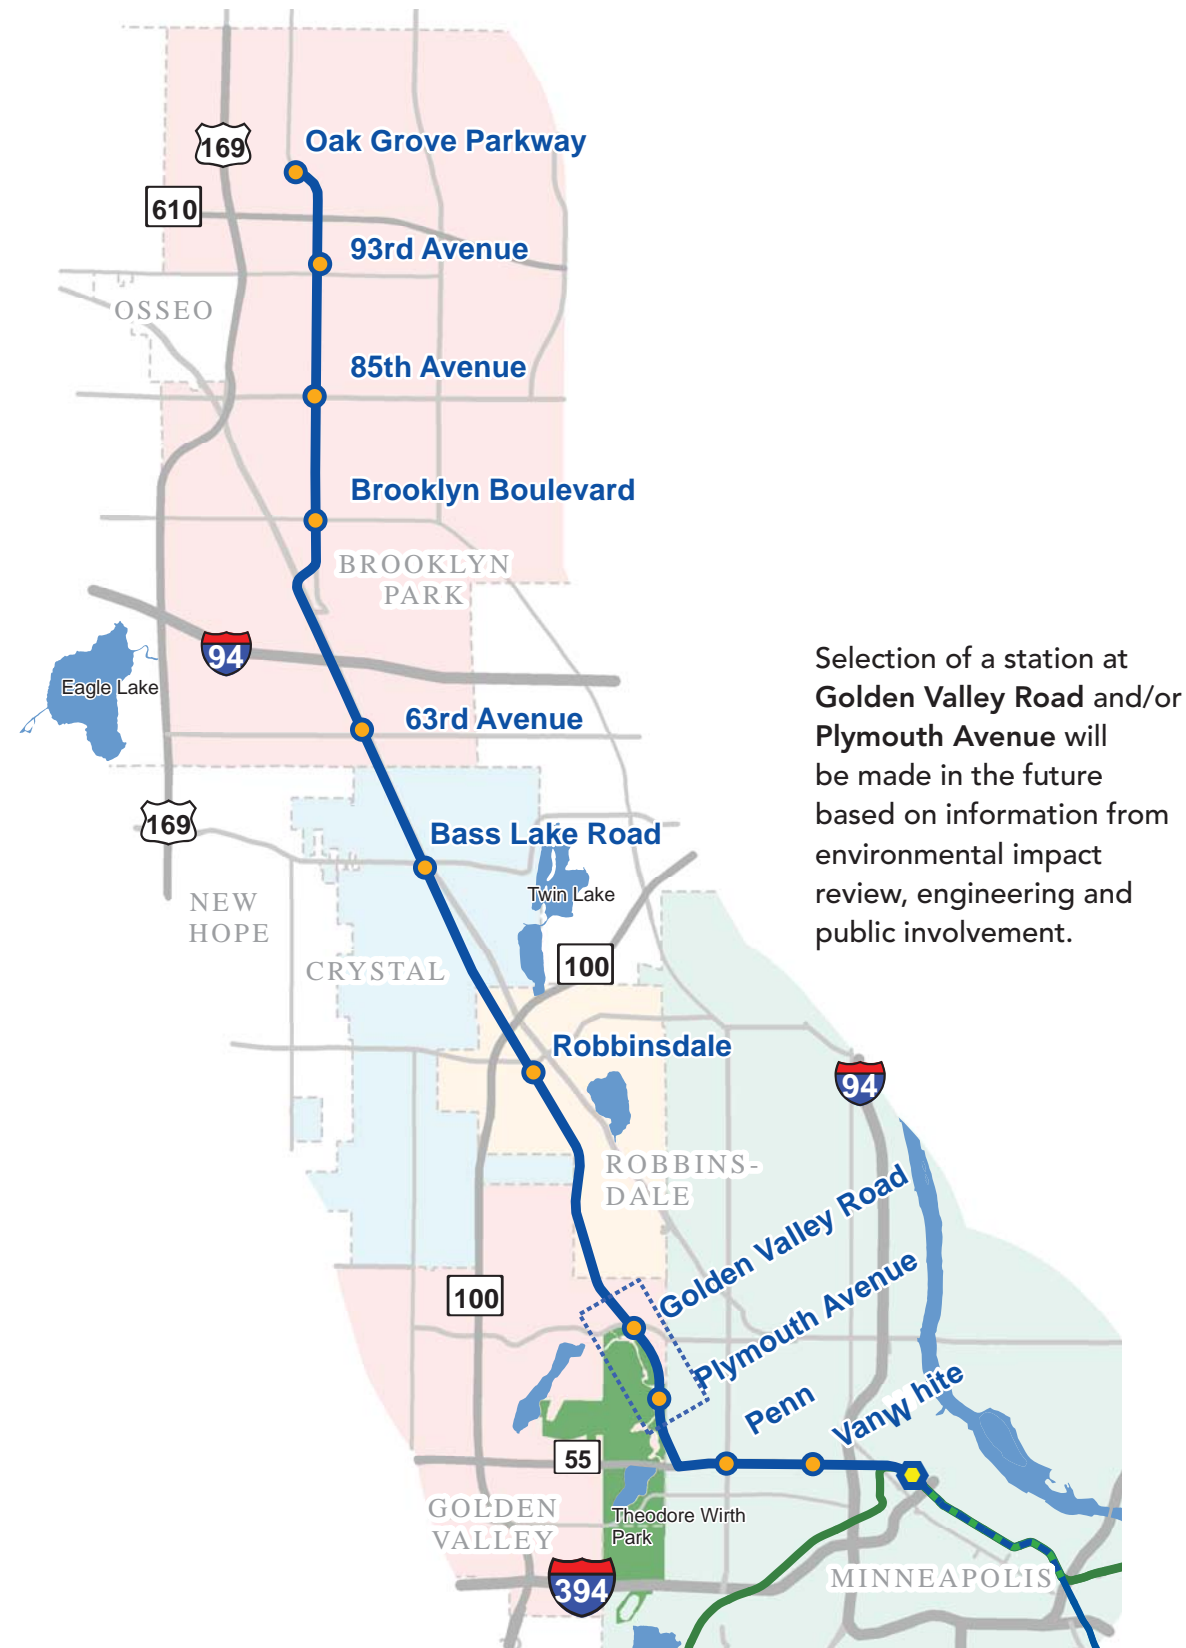 Oak Grove Parkway
169
610
93rd Avenue
OSSEO
85th Avenue
Brooklyn Boulevard
BROOKLYN
PARK
94
Eagle Lake
63rd Avenue
Selection of a station at
Golden Valley Road and/or
Plymouth Avenue will
be made in the future
based on information from
environmental impact
review, engineering and
public involvement.
169
Bass Lake Road
Twin Lake
NEW
HOPE
CRYSTAL
100
Robbinsdale
94
ROBBINS-
DALE
Golden Valley Road
Plymouth Avenue
100
Penn
VanWhite
55
GOLDEN
VALLEY
Theodore Wirth
Park
394
MINNEAPOLIS